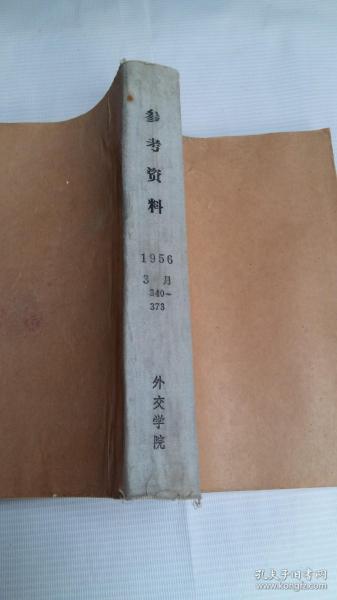 参考资料
1956
3月
340~
373
外交学院
孔夫子旧书网